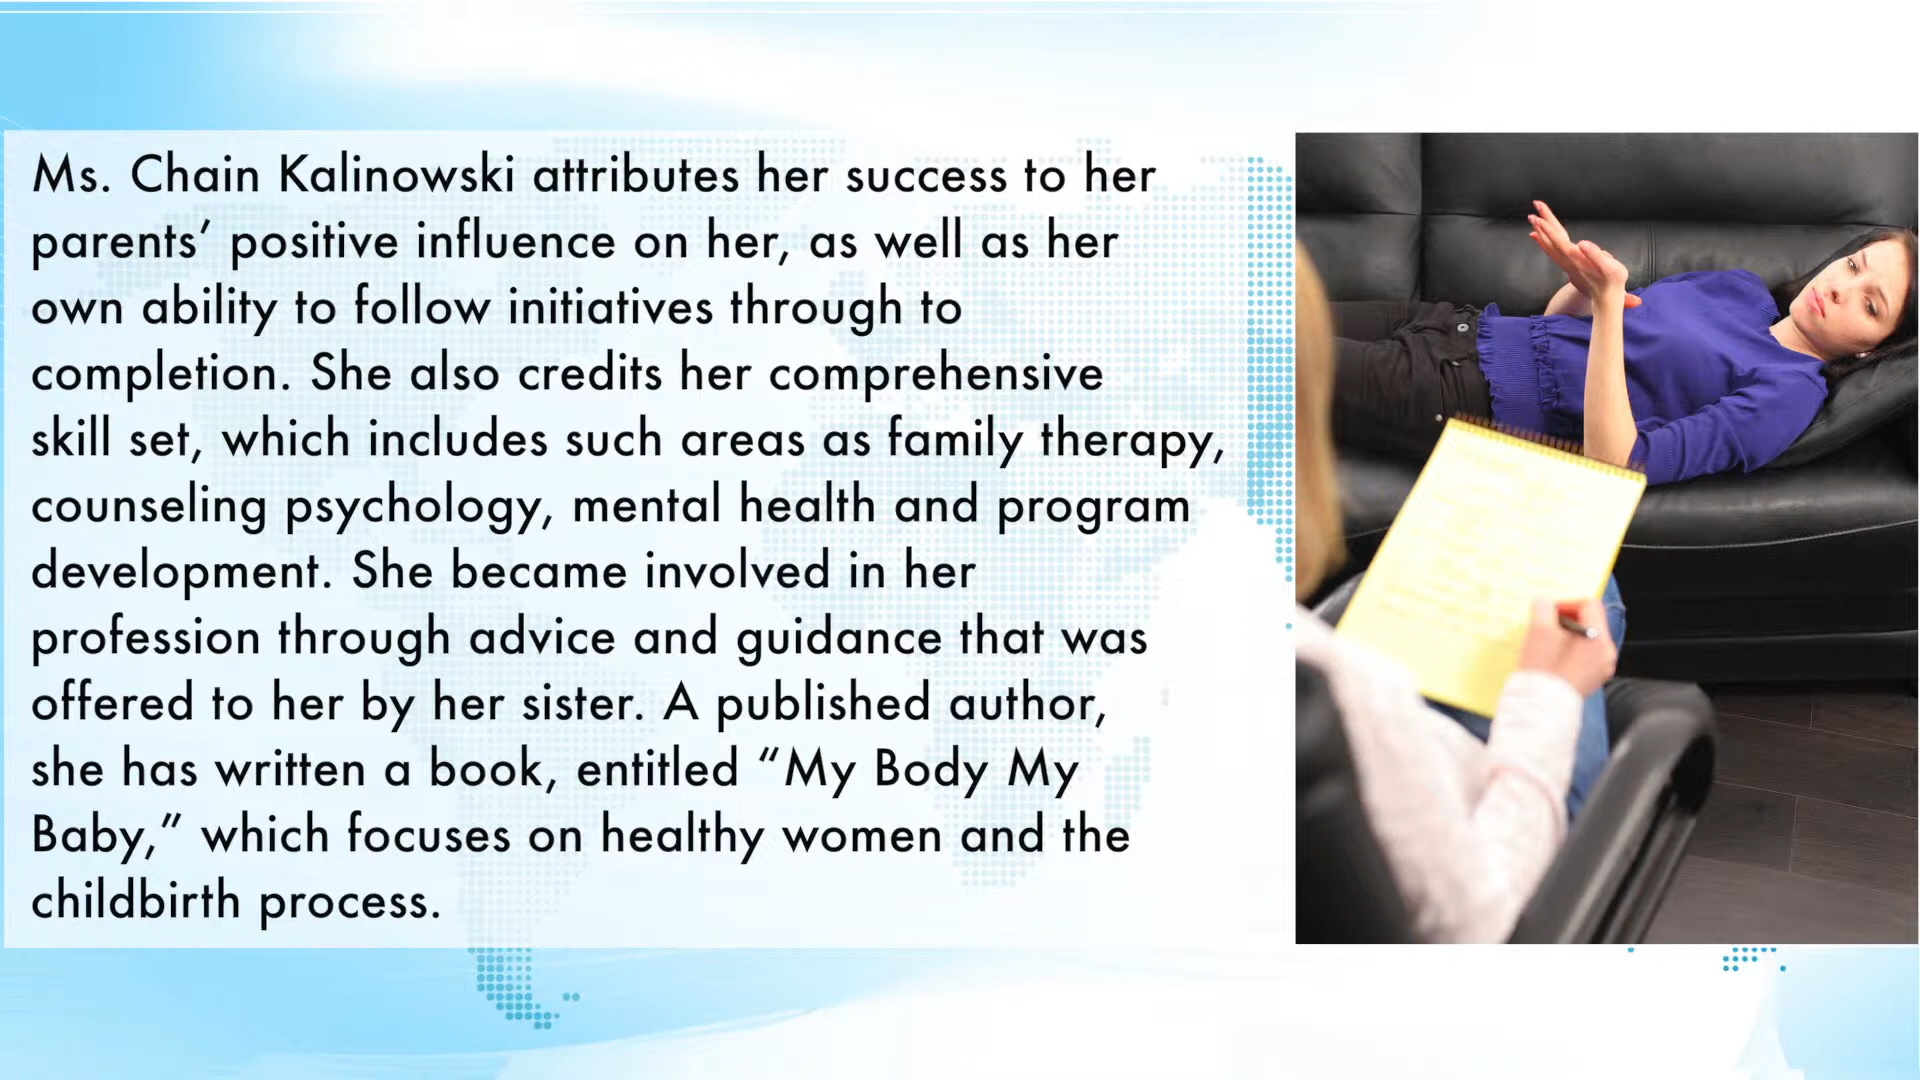 Ms. Chain Kalinowski attributes her success to her
parents’ positive influence on her, as well as her
own ability to follow initiatives through to
completion. She also credits her comprehensive
skill set, which includes such areas as family therapy,
counseling psychology, mental health and program
development. She became involved in her
profession through advice and guidance that was
offered to her by her sister. A published author,
she has written a book, entitled “My Body My
Baby,” which focuses on healthy women and the
childbirth process.